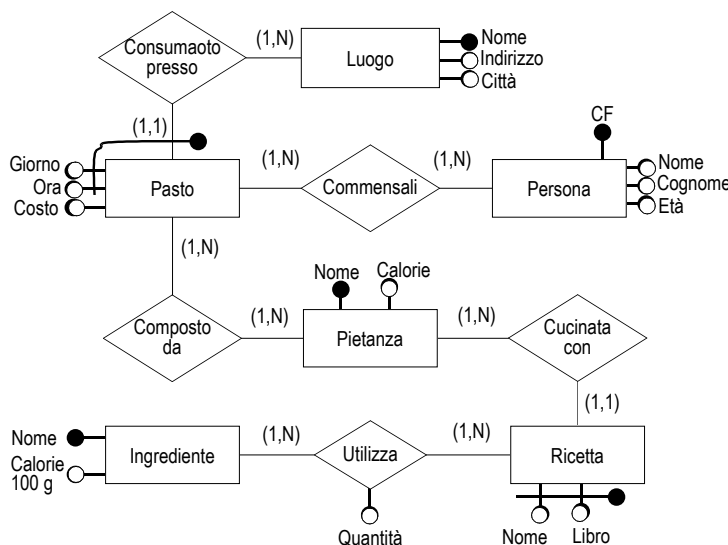 Consumaoto
presso
(1,N)
Luogo
Nome
Indirizzo
Città
(1,1)
CF
Giorno
Ora
Costo
Pasto
(1,N)
Commensali
(1,N)
Persona
Nome
Cognome
Età
(1,N)
Nome
Calorie
Composto
da
(1,N)
Pietanza
(1,N)
Cucinata
con
(1,1)
Nome
Calorie
100 g
Ingrediente
(1,N)
Utilizza
(1,N)
Ricetta
Quantità
Nome
Libro